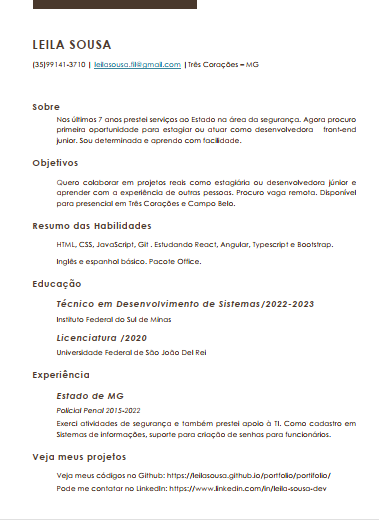 LEILA SOUSA
(35)99141-3710 | leilasousa.fil@gmail.com | Três Corações – MG
Sobre
Nos últimos 7 anos prestei serviços ao Estado na área da segurança. Agora procuro
primeira oportunidade para estagiar ou atuar como desenvolvedora front-end
junior. Sou determinada e aprendo com facilidade.
Objetivos
Quero colaborar em projetos reais como estagiária ou desenvolvedora júnior e
aprender com a experiência de outras pessoas. Procuro vaga remota. Disponível
para presencial em Três Corações e Campo Belo.
Resumo das Habilidades
HTML, CSS, JavaScript, Git . Estudando React, Angular, Typescript e Bootstrap.
Inglês e espanhol básico. Pacote Office.
Educação
Técnico em Desenvolvimento de Sistemas/2022-2023
Instituto Federal do Sul de Minas
Licenciatura /2020
Universidade Federal de São João Del Rei
Experiência
Estado de MG
Policial Penal 2015-2022
Exerci atividades de segurança e também prestei apoio à TI. Como cadastro em
Sistemas de informações, suporte para criação de senhas para funcionários.
Veja meus projetos
Veja meus códigos no Github: https://leilasousa.github.io/portfolio/portifolio/
Pode me contatar no LinkedIn: https://www.linkedin.com/in/leila-sousa-dev